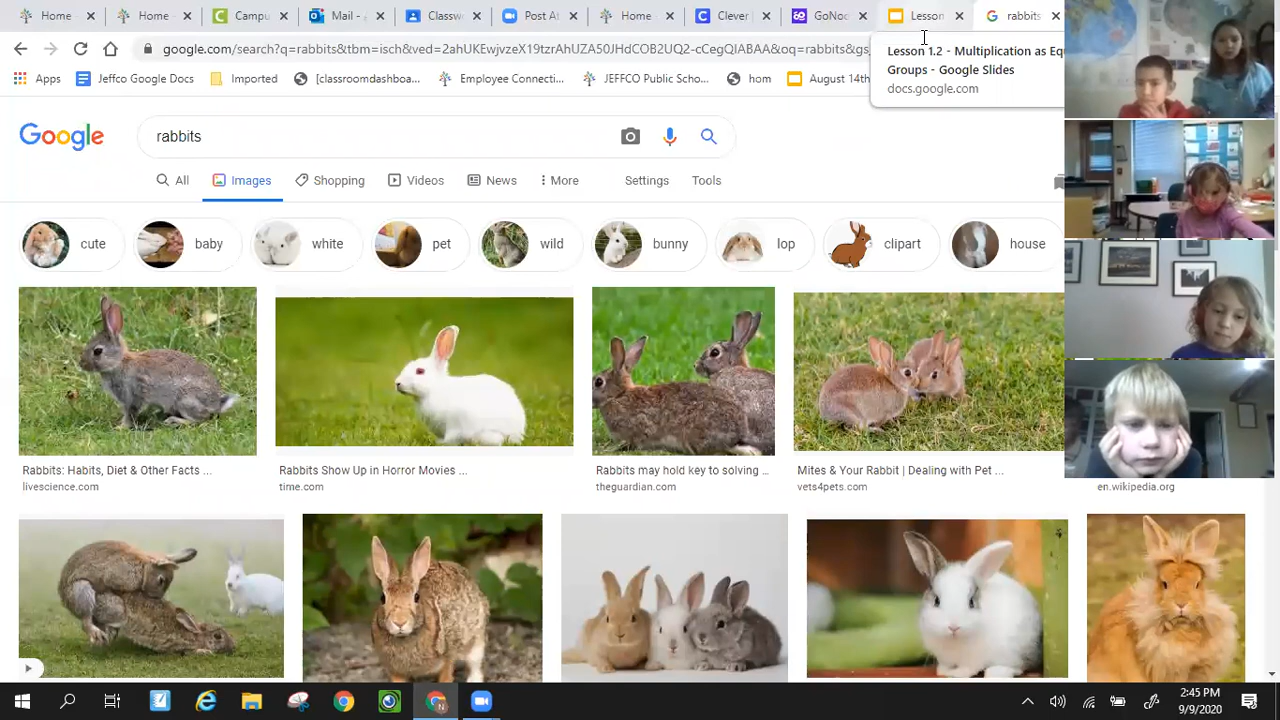 Home - × Home - × Campu × Mail - × Classw × Post At × Home - × Clever × GoNoo × Lesson × rabbits ×
google.com/search?q=rabbits&tbm=isch&ved=2ahUKEwjvzeX19tzrAhUZA50JHdCOB2UQ2-cCegQIABAA&oq=rabbits&gs_
Lesson 1.2 - Multiplication as Equ
Groups - Google Slides
docs.google.com
Apps Jeffco Google Docs Imported [classroomdashboa... Employee Connecti... JEFFCO Public Schoo... hom August 14th
Google rabbits
All Images Shopping Videos News More Settings Tools
cute baby white pet wild bunny lop clipart house
Rabbits: Habits, Diet & Other Facts ... Rabbits Show Up in Horror Movies ... Rabbits may hold key to solving ... Mites & Your Rabbit | Dealing with Pet ...
livescience.com time.com theguardian.com vets4pets.com en.wikipedia.org
2:45 PM
9/9/2020